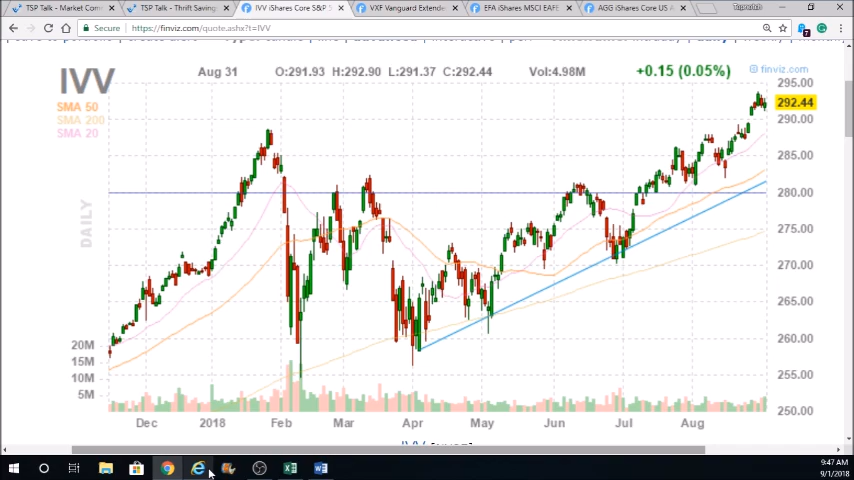 TSP Talk - Market Com
TSP Talk - Thrift Saving
IVV iShares Core S&P 5
VXF Vanguard Extende
EFA iShares MSCI EAFE
AGG iShares Core US A
Secure
https://finviz.com/quote.ashx?t=IVV
IVV
Aug 31
O:291.93
H:292.90
L:291.37
C:292.44
Vol:4.98M
+0.15 (0.05%)
finviz.com
SMA 50
SMA 200
SMA 20
DAILY
295.00
292.44
290.00
285.00
280.00
275.00
270.00
265.00
260.00
255.00
250.00
20M
15M
10M
5M
Dec
2018
Feb
Mar
Apr
May
Jun
Jul
Aug
9:47 AM
9/1/2018